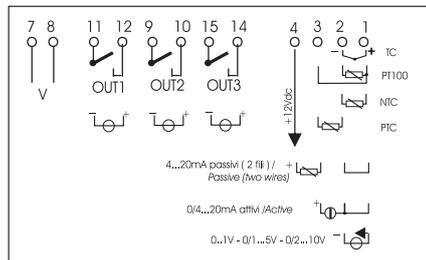 7 8 11 12 9 10 15 14 4 3 2 1
− + TC
V OUT1 OUT2 OUT3 +12Vdc PT100
NTC
− + − + − + PTC
4...20mA passivi ( 2 fili ) / +
Passive (two wires)
0/4...20mA attivi /Active +
0..1V - 0/1...5V - 0/2...10V −